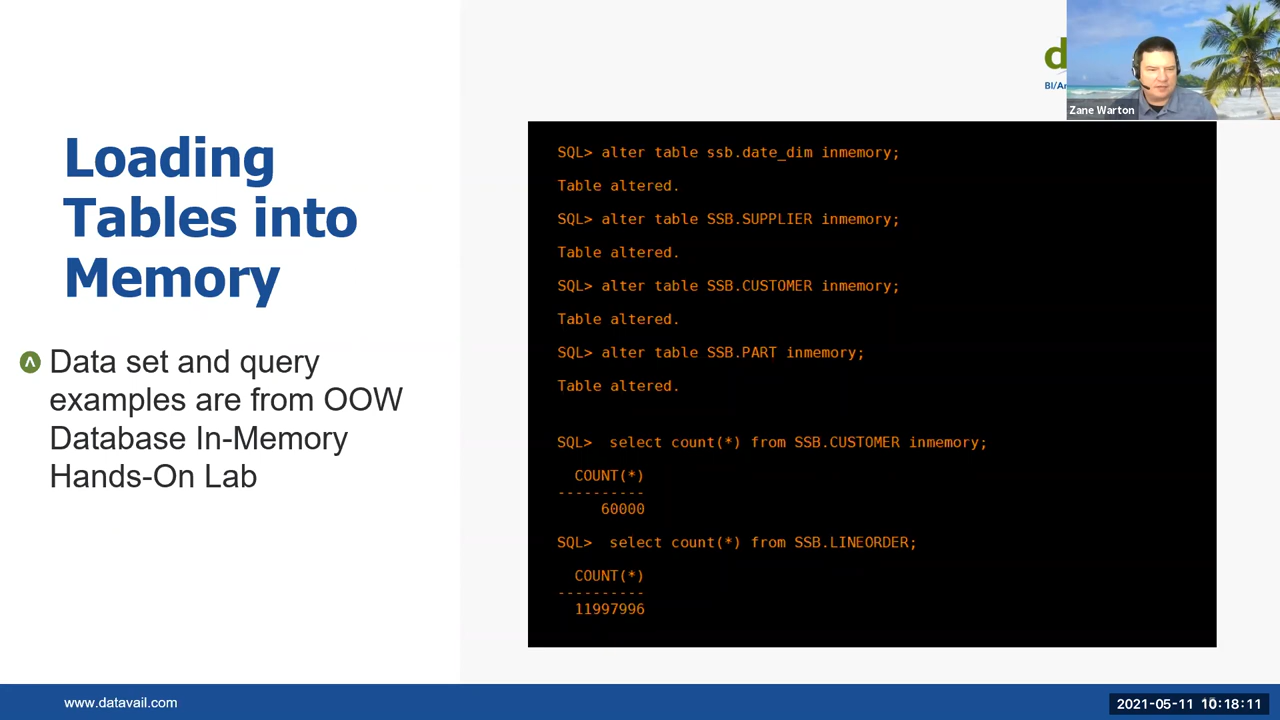 Loading
Tables into
Memory
Data set and query
examples are from OOW
Database In-Memory
Hands-On Lab
d
BI/An
Zane Warton
SQL> alter table ssb.date_dim inmemory;
Table altered.
SQL> alter table SSB.SUPPLIER inmemory;
Table altered.
SQL> alter table SSB.CUSTOMER inmemory;
Table altered.
SQL> alter table SSB.PART inmemory;
Table altered.
SQL>  select count(*) from SSB.CUSTOMER inmemory;
COUNT(*)
----------
60000
SQL>  select count(*) from SSB.LINEORDER;
COUNT(*)
----------
11997996
www.datavail.com
2021-05-11 10:18:11